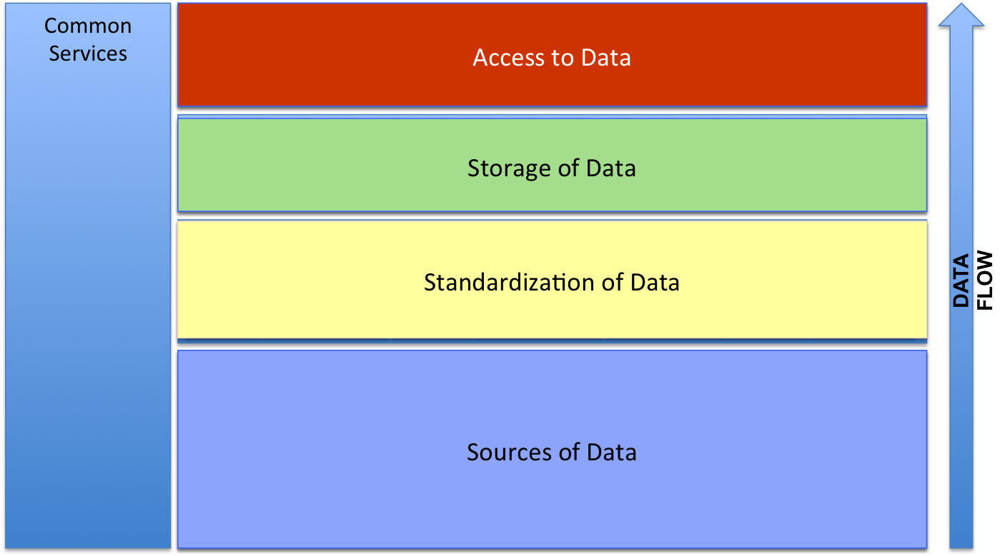 Common
Services
Access to Data
Storage of Data
Standardization of Data
Sources of Data
DATA
FLOW